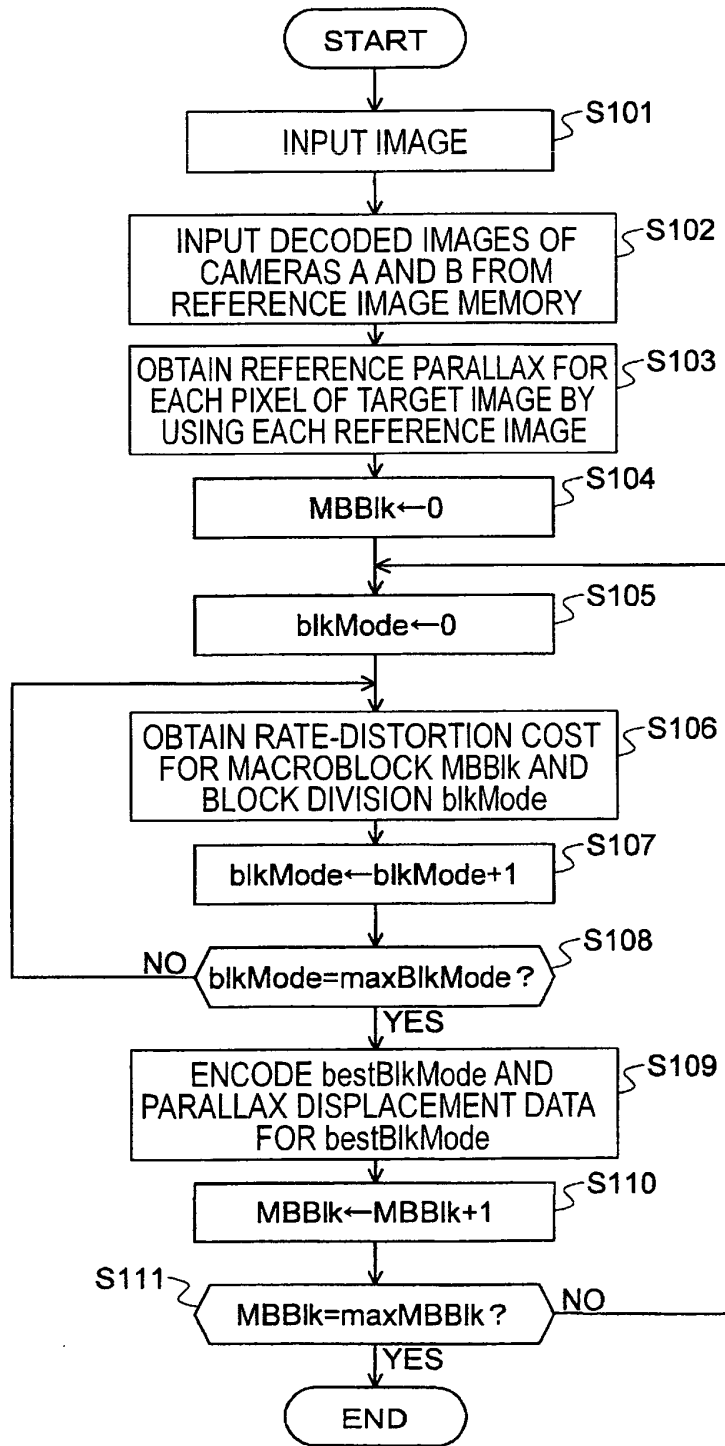 START
S101
INPUT IMAGE
S102
INPUT DECODED IMAGES OF
CAMERAS A AND B FROM
REFERENCE IMAGE MEMORY
S103
OBTAIN REFERENCE PARALLAX FOR
EACH PIXEL OF TARGET IMAGE BY
USING EACH REFERENCE IMAGE
S104
MBBlk←0
S105
blkMode←0
S106
OBTAIN RATE-DISTORTION COST
FOR MACROBLOCK MBBlk AND
BLOCK DIVISION blkMode
S107
blkMode←blkMode+1
S108
NO
blkMode=maxBlkMode?
YES
S109
ENCODE bestBlkMode AND
PARALLAX DISPLACEMENT DATA
FOR bestBlkMode
S110
MBBlk←MBBlk+1
S111
MBBlk=maxMBBlk?
NO
YES
END